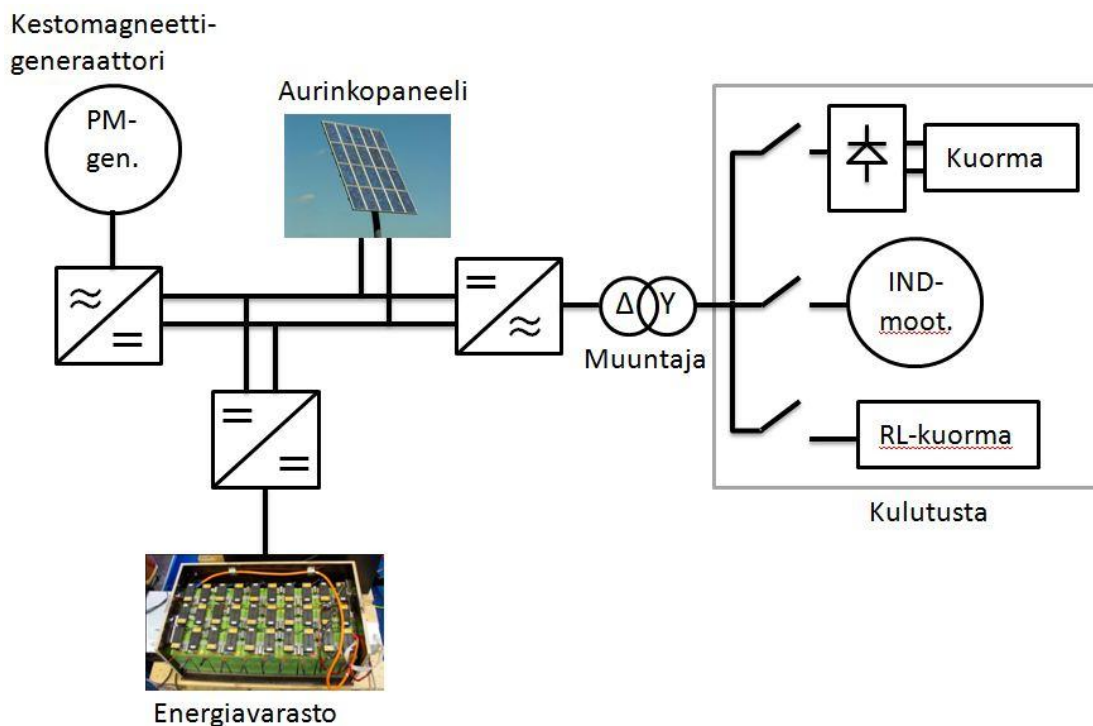 Kestomagneetti-
generaattori
PM-
gen.
Aurinkopaneeli
Δ Y
Muuntaja
Kuorma
IND-
moot.
RL-kuorma
Kulutusta
Energiavarasto